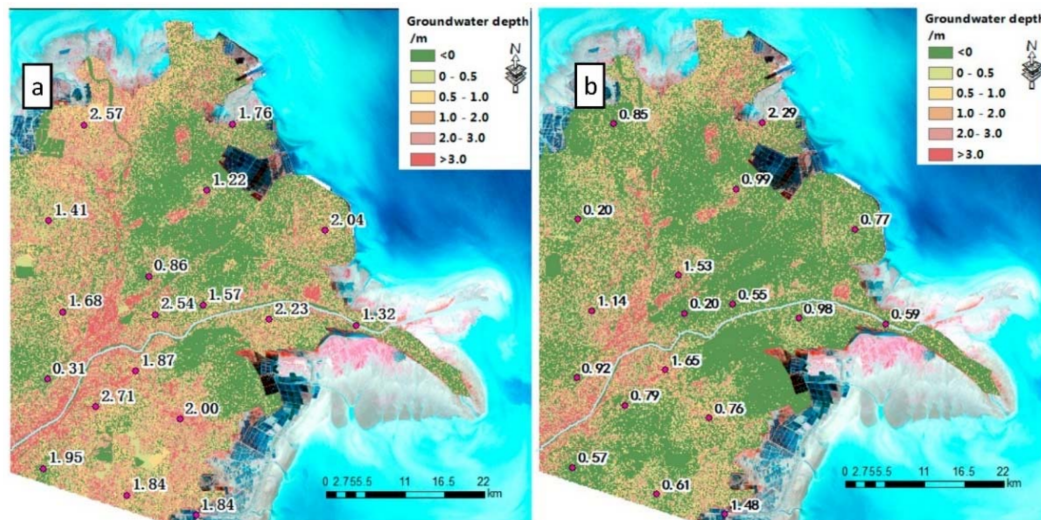 a
Groundwater depth
/m
<0
0 - 0.5
0.5 - 1.0
1.0 - 2.0
2.0- 3.0
>3.0
N
2.57
1.76
1.22
1.41
2.04
0.86
1.68
2.54
1.57
2.23
1.32
0.31
1.87
2.71
2.00
1.95
1.84
1.84
0 2.755.5 11 16.5 22
km
b
Groundwater depth
/m
<0
0 - 0.5
0.5 - 1.0
1.0 - 2.0
2.0- 3.0
>3.0
N
0.85
2.29
0.99
0.20
0.77
1.53
1.14
0.20
0.55
0.98
0.59
0.92
1.65
0.79
0.76
0.57
0.61
1.48
0 2.755.5 11 16.5 22
km